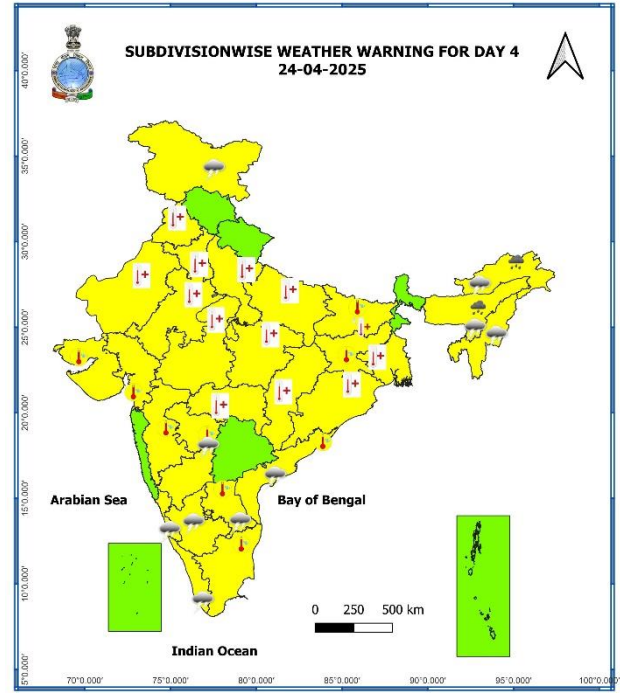 SUBDIVISIONWISE WEATHER WARNING FOR DAY 4
24-04-2025
40°0.000'
35°0.000'
30°0.000'
25°0.000'
20°0.000'
15°0.000'
10°0.000'
5°0.000'
Arabian Sea
Bay of Bengal
0 250 500 km
Indian Ocean
70°0.000' 75°0.000' 80°0.000' 85°0.000' 90°0.000' 95°0.000' 100°0.000'